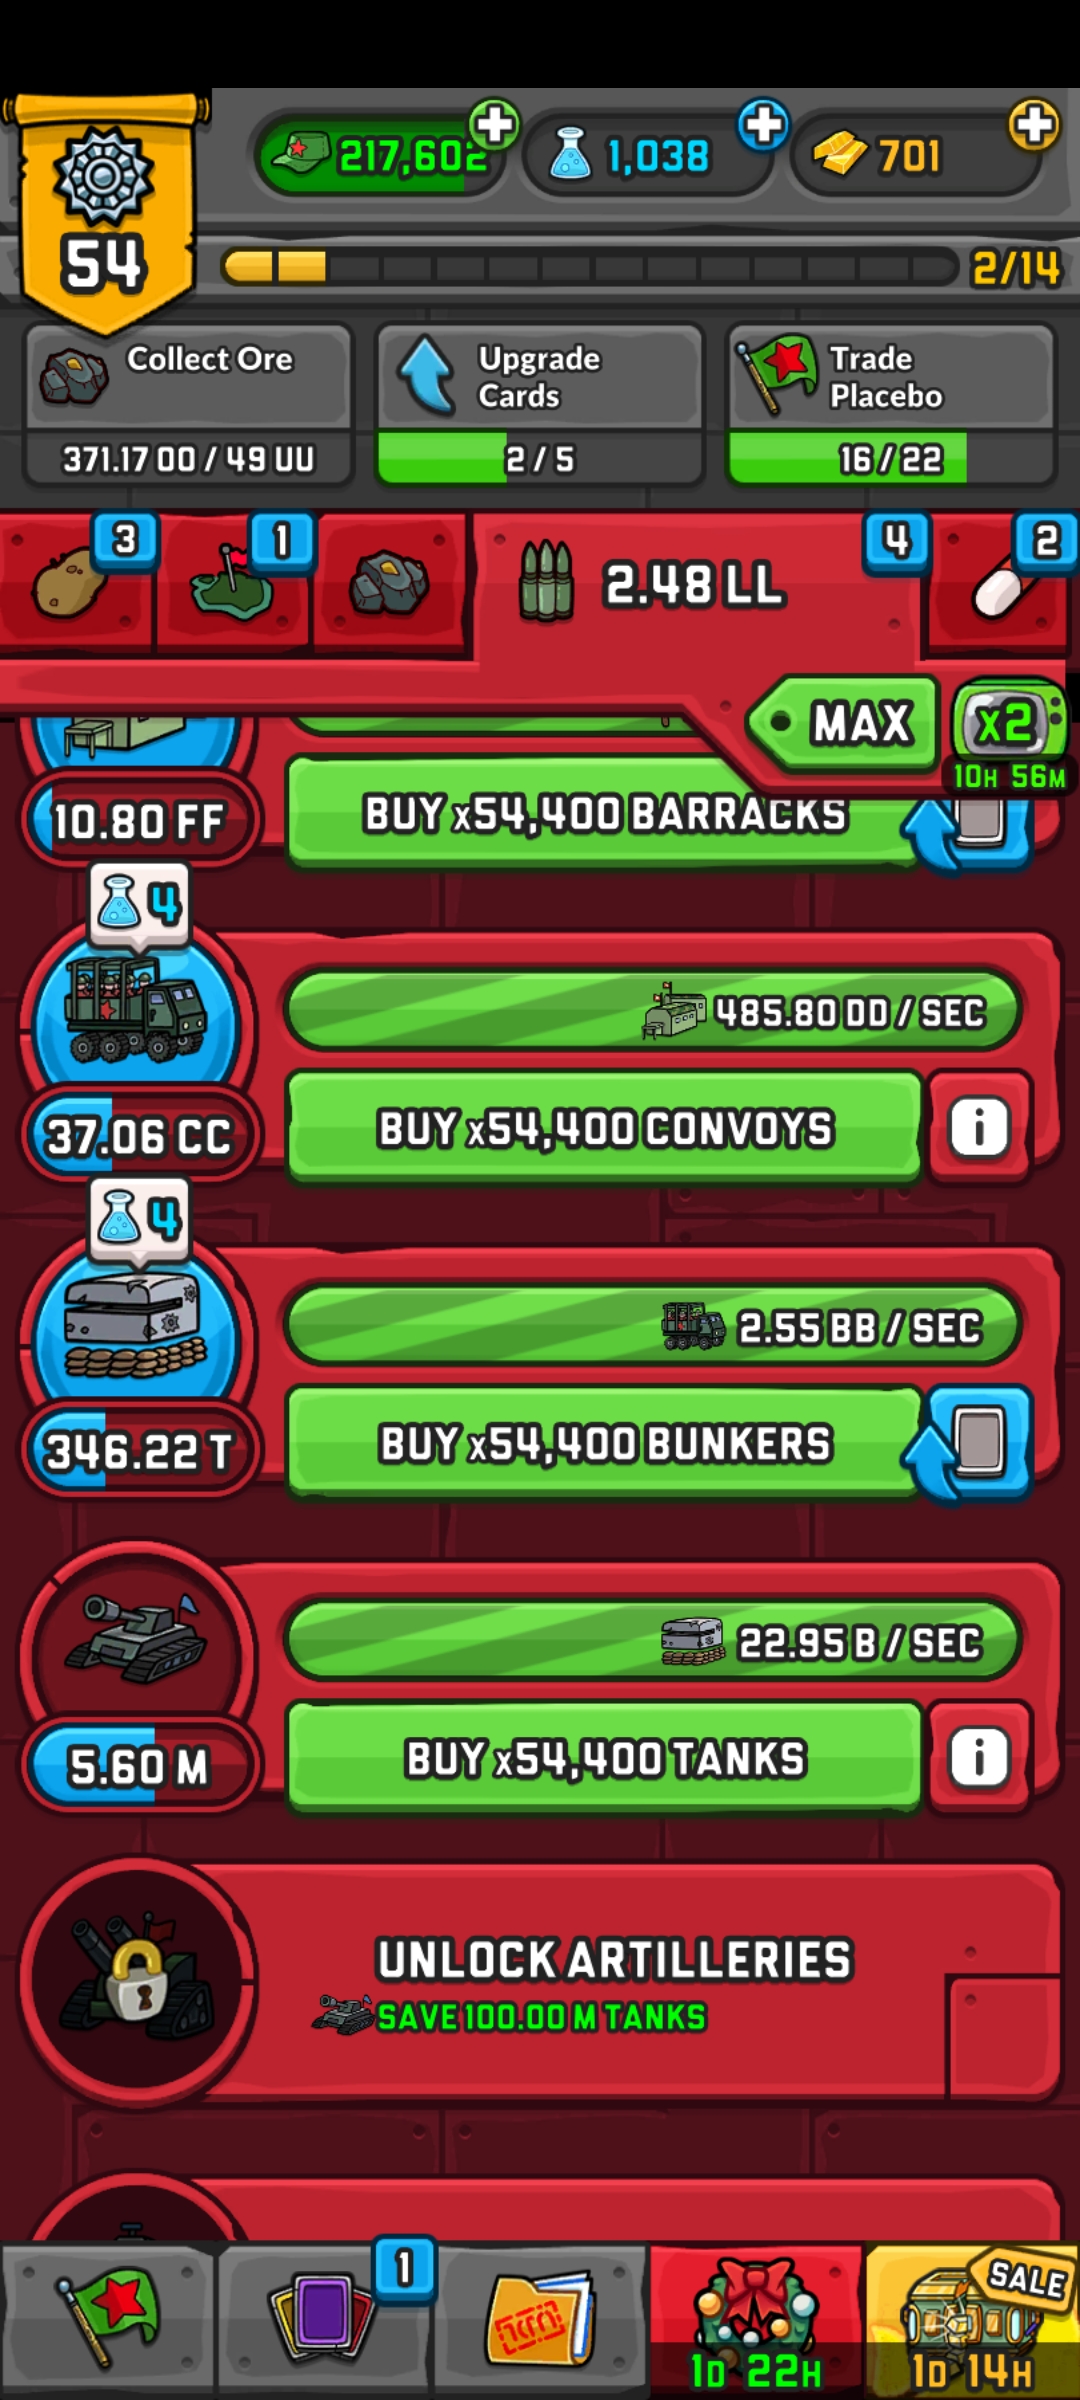 217,602
1,038
701
54
2/14
Collect Ore
371.17 OO / 49 UU
Upgrade
Cards
2 / 5
Trade
Placebo
16 / 22
3
1
2.48 LL
4
2
MAX
x2
10H 56M
10.80 FF
BUY x54,400 BARRACKS
4
485.80 DD / SEC
37.06 CC
BUY x54,400 CONVOYS
i
4
2.55 BB / SEC
346.22 T
BUY x54,400 BUNKERS
22.95 B / SEC
5.60 M
BUY x54,400 TANKS
i
UNLOCK ARTILLERIES
SAVE 100.00 M TANKS
1
SALE
1D 22H
1D 14H